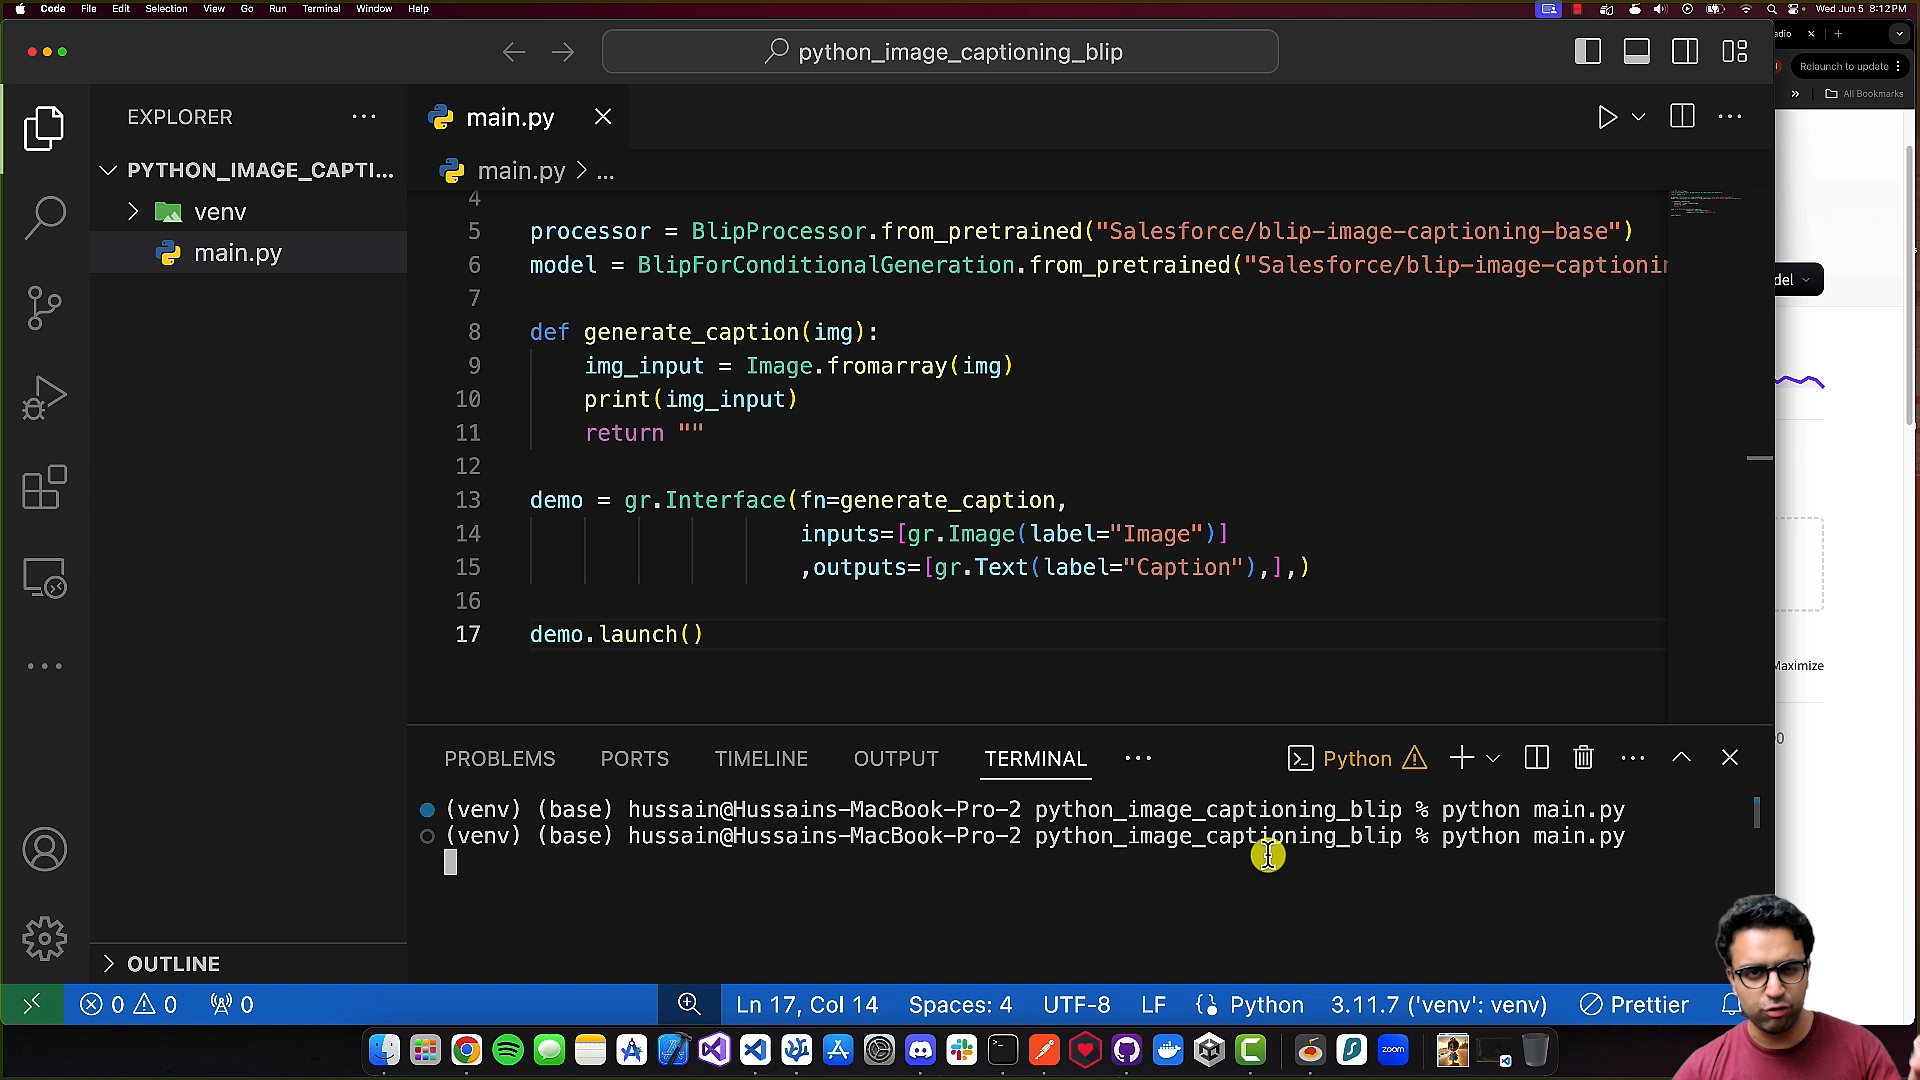 Code File Edit Selection View Go Run Terminal Window Help Wed Jun 5 8:12 PM
python_image_captioning_blip
adio
Relaunch to update
All Bookmarks
EXPLORER
PYTHON_IMAGE_CAPTI...
venv
main.py
main.py
main.py > ...
4
5 processor = BlipProcessor.from_pretrained("Salesforce/blip-image-captioning-base")
6 model = BlipForConditionalGeneration.from_pretrained("Salesforce/blip-image-captionin
7
8 def generate_caption(img):
9 img_input = Image.fromarray(img)
10 print(img_input)
11 return ""
12
13 demo = gr.Interface(fn=generate_caption,
14 inputs=[gr.Image(label="Image")]
15 ,outputs=[gr.Text(label="Caption"),],)
16
17 demo.launch()
del
Maximize
PROBLEMS PORTS TIMELINE OUTPUT TERMINAL ... Python
(venv) (base) hussain@Hussains-MacBook-Pro-2 python_image_captioning_blip % python main.py
(venv) (base) hussain@Hussains-MacBook-Pro-2 python_image_captioning_blip % python main.py
OUTLINE
0 0 0 Ln 17, Col 14 Spaces: 4 UTF-8 LF Python 3.11.7 ('venv': venv) Prettier
zoom